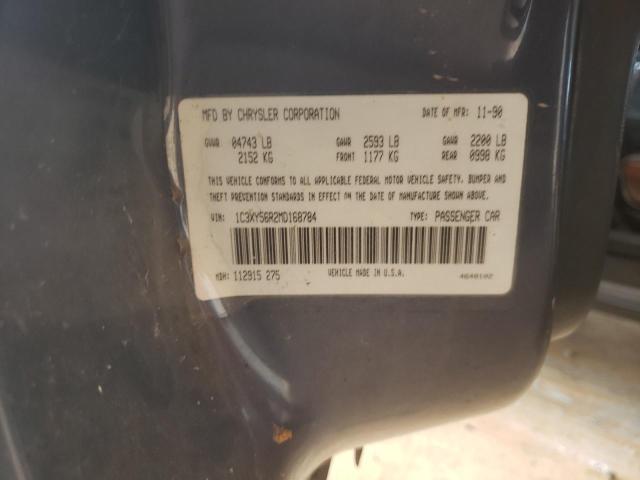 MFD BY CHRYSLER CORPORATION DATE OF MFR: 11-90
GVWR 04743 LB GAWR 2593 LB GAWR 2200 LB
2152 KG FRONT 1177 KG REAR 0998 KG
THIS VEHICLE CONFORMS TO ALL APPLICABLE FEDERAL MOTOR VEHICLE SAFETY, BUMPER AND
THEFT PREVENTION STANDARDS IN EFFECT ON THE DATE OF MANUFACTURE SHOWN ABOVE.
VIN: 1C3XY56R2MD168784 TYPE: PASSENGER CAR
MDH: 112915 275 VEHICLE MADE IN U.S.A. 4648102